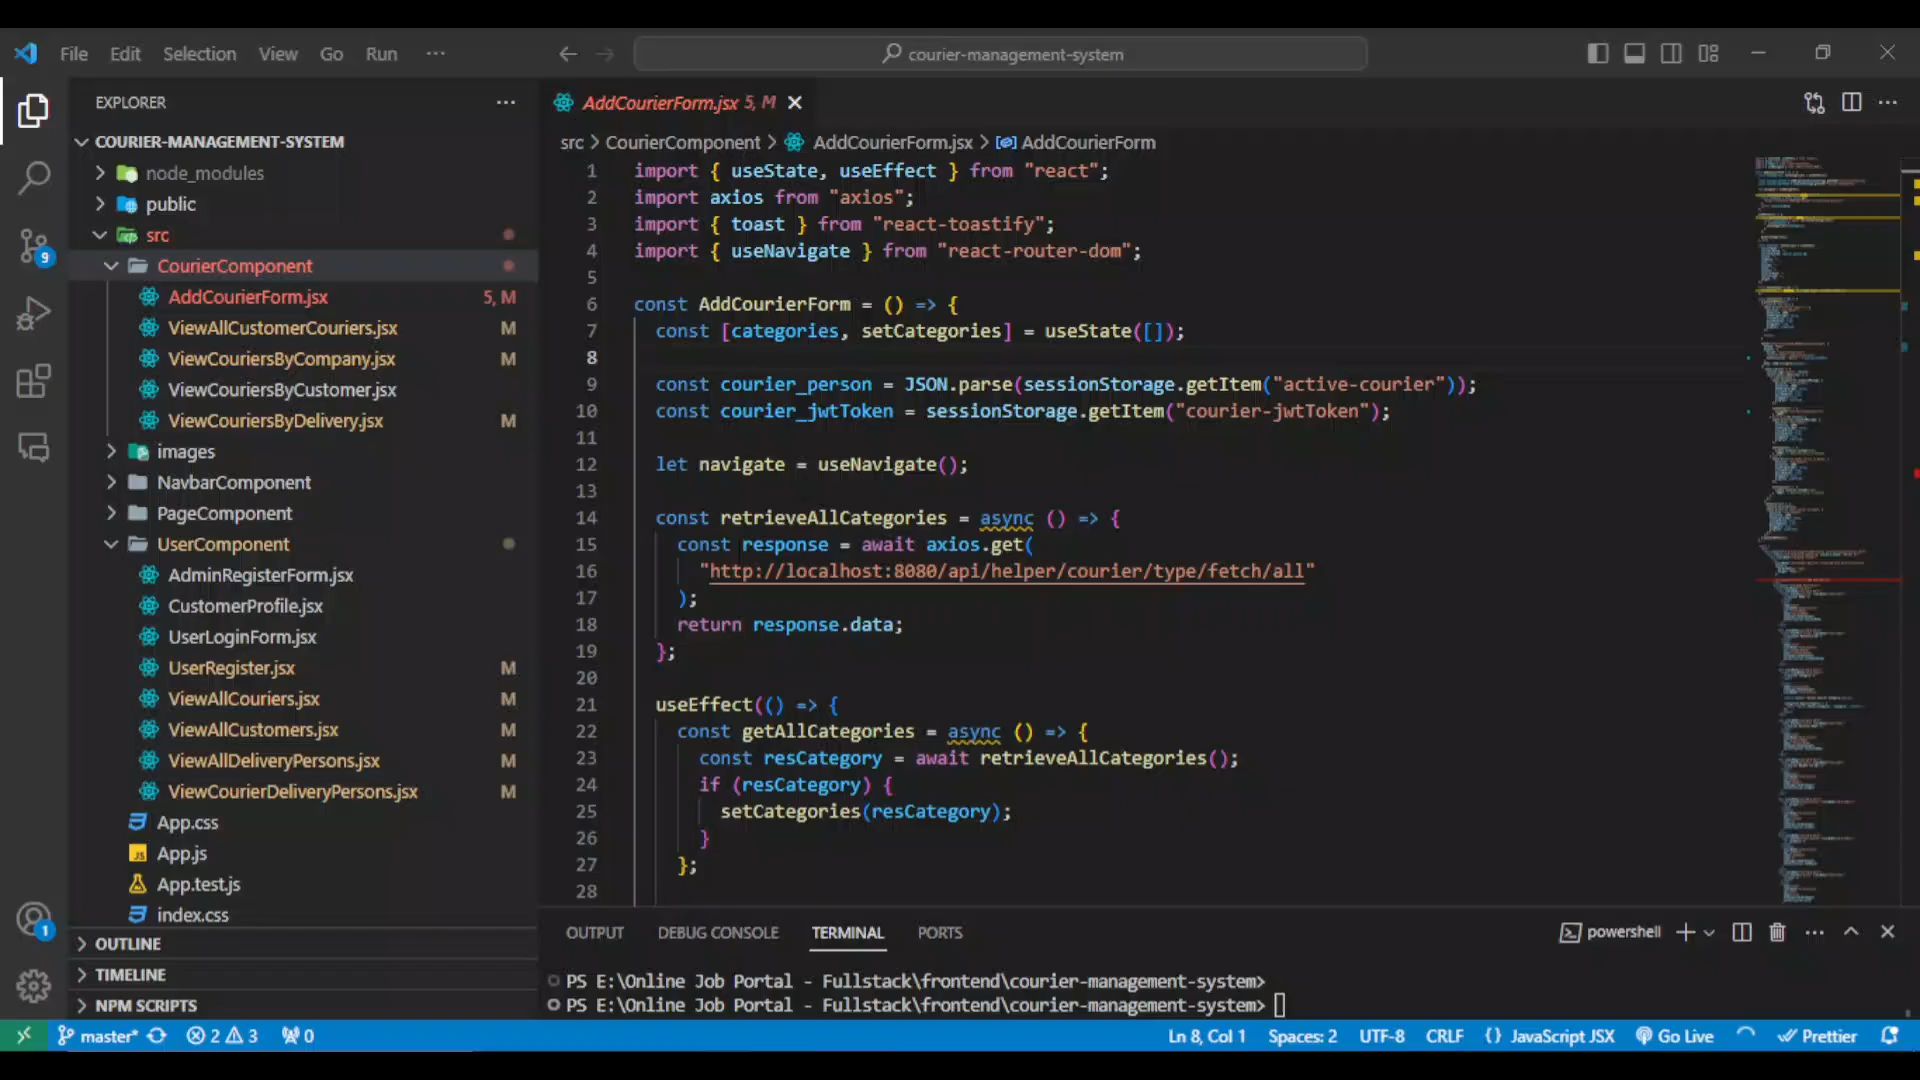 File Edit Selection View Go Run ···
courier-management-system
EXPLORER
COURIER-MANAGEMENT-SYSTEM
node_modules
public
src
CourierComponent
AddCourierForm.jsx 5, M
ViewAllCustomerCouriers.jsx M
ViewCouriersByCompany.jsx M
ViewCouriersByCustomer.jsx
ViewCouriersByDelivery.jsx M
images
NavbarComponent
PageComponent
UserComponent
AdminRegisterForm.jsx
CustomerProfile.jsx
UserLoginForm.jsx
UserRegister.jsx M
ViewAllCouriers.jsx M
ViewAllCustomers.jsx M
ViewAllDeliveryPersons.jsx M
ViewCourierDeliveryPersons.jsx M
App.css
App.js
App.test.js
index.css
OUTLINE
TIMELINE
NPM SCRIPTS
9
1
AddCourierForm.jsx 5, M
src > CourierComponent > AddCourierForm.jsx > AddCourierForm
1 import { useState, useEffect } from "react";
2 import axios from "axios";
3 import { toast } from "react-toastify";
4 import { useNavigate } from "react-router-dom";
5
6 const AddCourierForm = () => {
7 const [categories, setCategories] = useState([]);
8
9 const courier_person = JSON.parse(sessionStorage.getItem("active-courier"));
10 const courier_jwtToken = sessionStorage.getItem("courier-jwtToken");
11
12 let navigate = useNavigate();
13
14 const retrieveAllCategories = async () => {
15 const response = await axios.get(
16 "http://localhost:8080/api/helper/courier/type/fetch/all"
17 );
18 return response.data;
19 };
20
21 useEffect(() => {
22 const getAllCategories = async () => {
23 const resCategory = await retrieveAllCategories();
24 if (resCategory) {
25 setCategories(resCategory);
26 }
27 };
28
OUTPUT DEBUG CONSOLE TERMINAL PORTS
powershell
PS E:\Online Job Portal - Fullstack\frontend\courier-management-system>
PS E:\Online Job Portal - Fullstack\frontend\courier-management-system>
master* 2 3 0
Ln 8, Col 1 Spaces: 2 UTF-8 CRLF {} JavaScript JSX Go Live Prettier